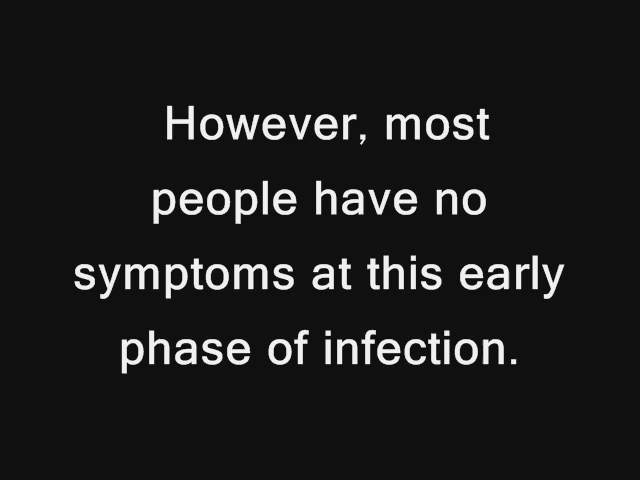 However, most
people have no
symptoms at this early
phase of infection.